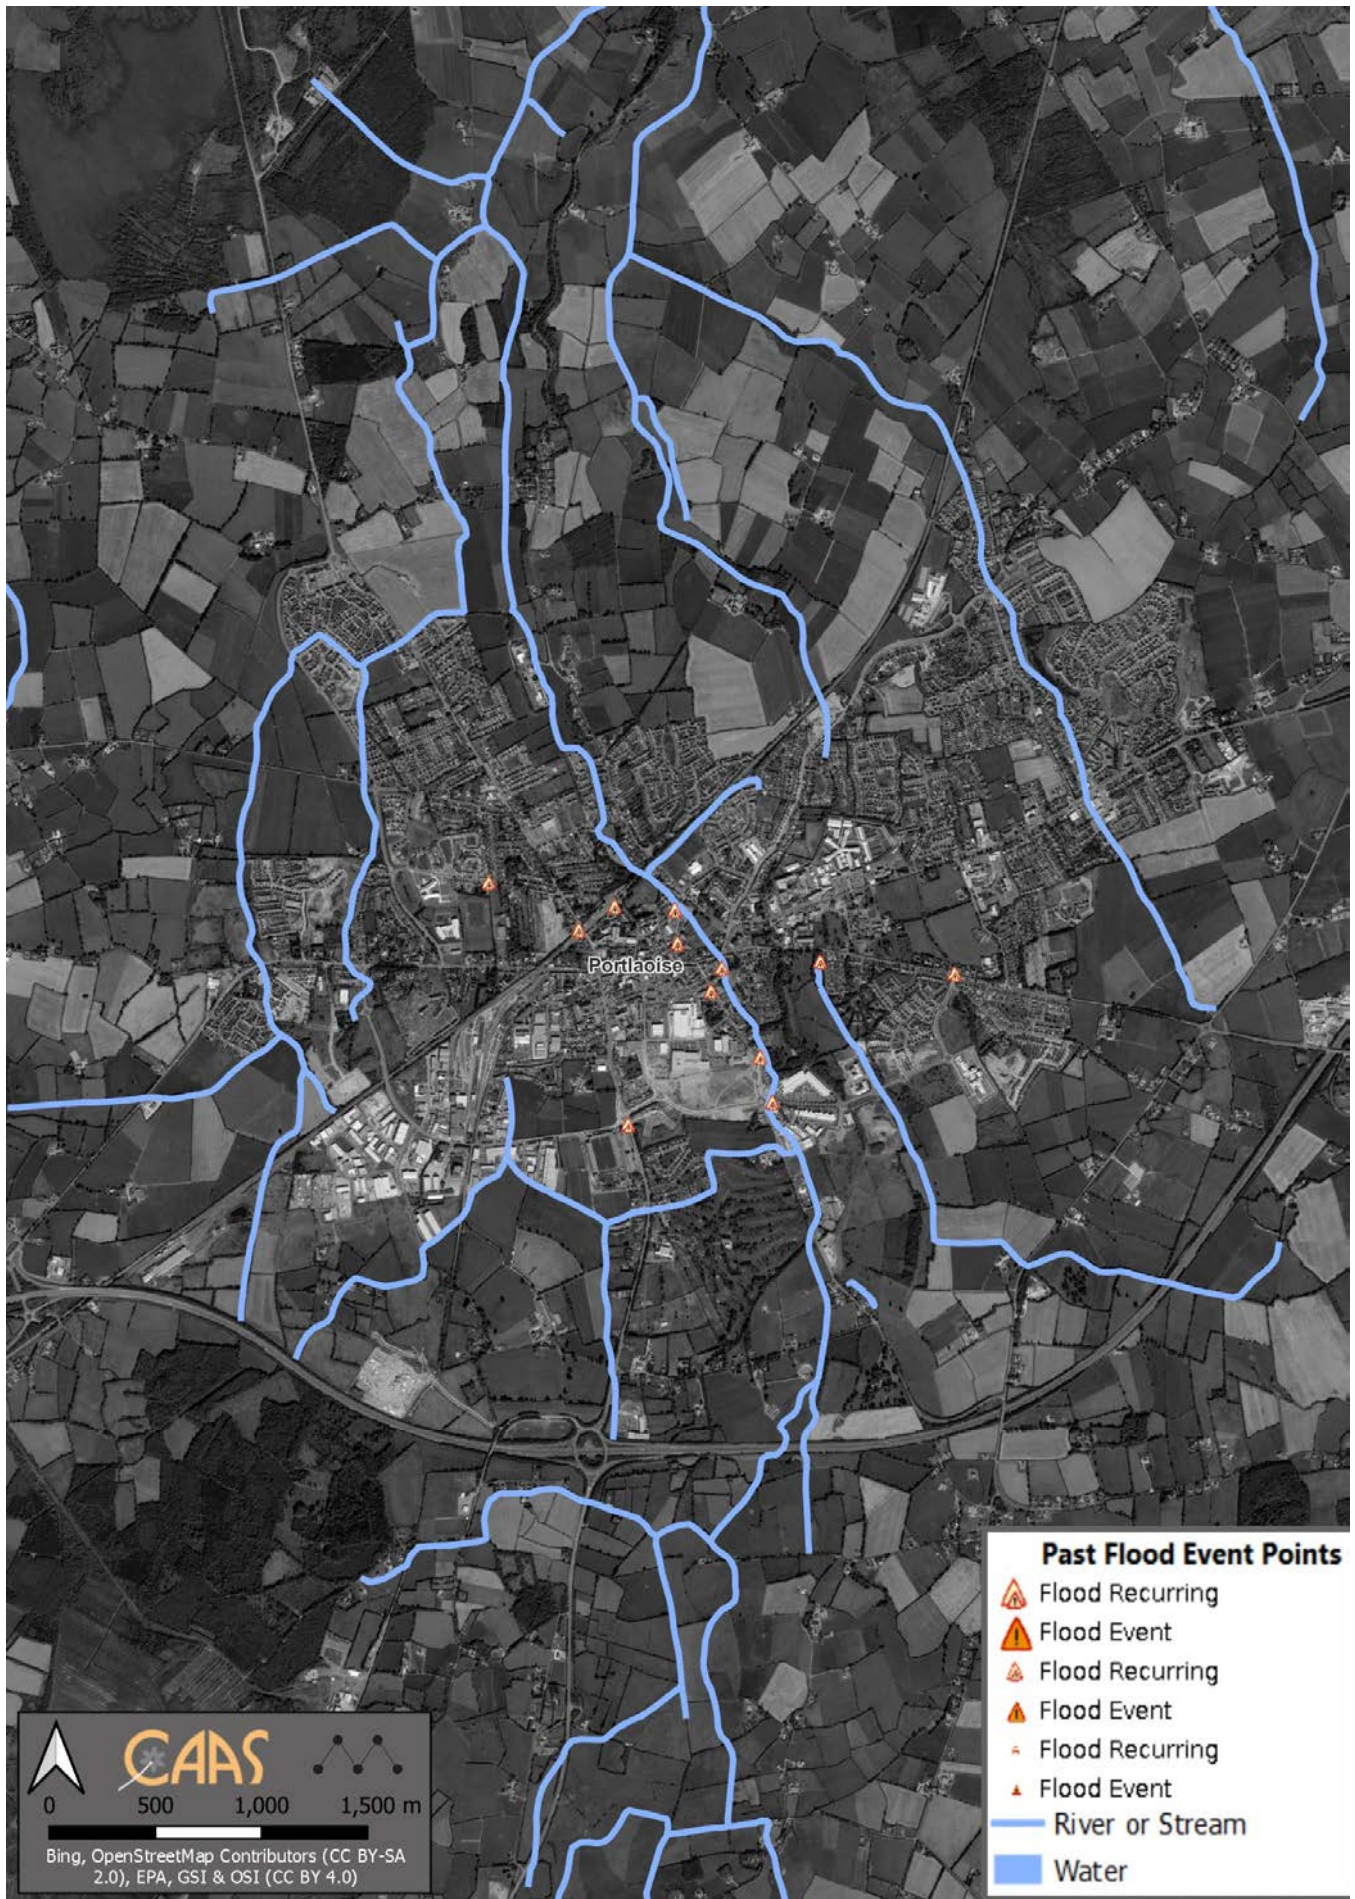 Portlaoise
Past Flood Event Points
Flood Recurring
Flood Event
Flood Recurring
Flood Event
Flood Recurring
Flood Event
River or Stream
Water
CAAS
0 500 1,000 1,500 m
Bing, OpenStreetMap Contributors (CC BY-SA
2.0), EPA, GSI & OSI (CC BY 4.0)